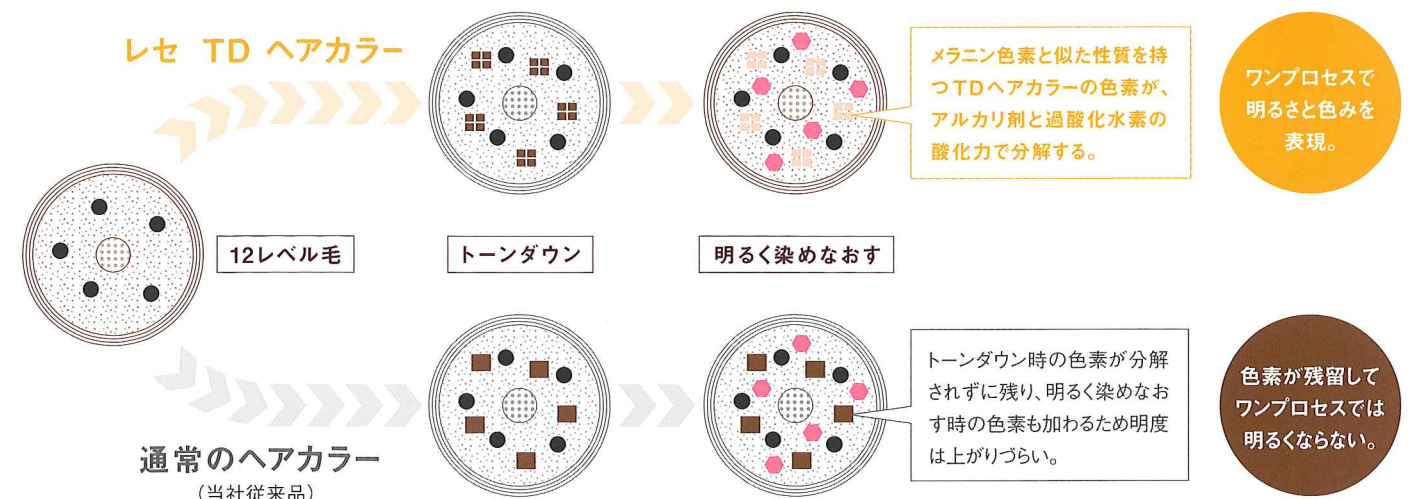 レセ TD ヘアカラー
メラニン色素と似た性質を持
つTDヘアカラーの色素が、
アルカリ剤と過酸化水素の
酸化力で分解する。
ワンプロセスで
明るさと色みを
表現。
12レベル毛
トーンダウン
明るく染めなおす
通常のヘアカラー
(当社従来品)
トーンダウン時の色素が分解
されずに残り、明るく染めなお
す時の色素も加わるため明度
は上がりづらい。
色素が残留して
ワンプロセスでは
明るくならない。